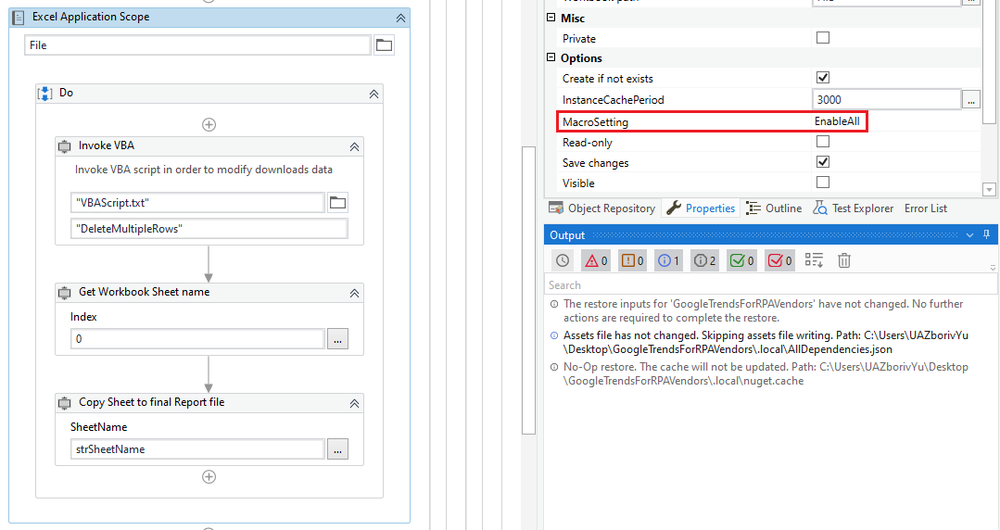 Excel Application Scope
File
Do
Invoke VBA
Invoke VBA script in order to modify downloads data
"VBAScript.txt"
"DeleteMultipleRows"
Get Workbook Sheet name
Index
0
...
Copy Sheet to final Report file
SheetName
strSheetName
...
Misc
Private
Options
Create if not exists
InstanceCachePeriod
3000
...
MacroSetting
EnableAll
Read-only
Save changes
Visible
Object Repository
Properties
Outline
Test Explorer
Error List
Output
0
0
1
2
0
0
Search
The restore inputs for 'GoogleTrendsForRPAVendors' have not changed. No further
actions are required to complete the restore.
Assets file has not changed. Skipping assets file writing. Path: C:\Users\UAZborivYu
\Desktop\GoogleTrendsForRPAVendors\.local\AllDependencies.json
No-Op restore. The cache will not be updated. Path: C:\Users\UAZborivYu\Desktop
\GoogleTrendsForRPAVendors\.local\nuget.cache